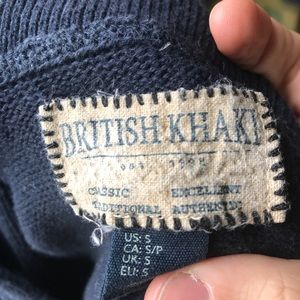 BRITISH KHAKI
CLASSIC EXCELLENT
TRADITIONAL AUTHENTIC
US: S
CA: S/P
UK: S
EU: S